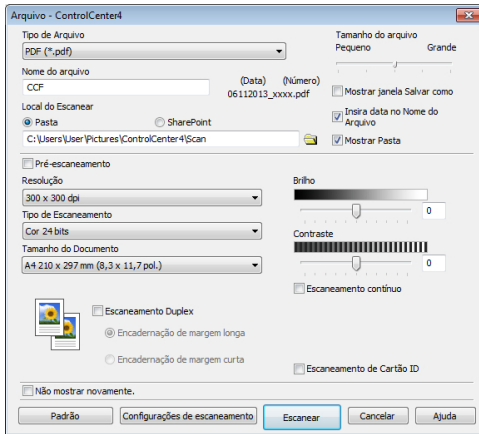 Arquivo - ControlCenter4
Tipo de Arquivo
PDF (*.pdf)
Tamanho do arquivo
Pequeno Grande
Nome do arquivo
CCF
(Data) (Número)
06112013_xxxx.pdf
Mostrar janela Salvar como
Local do Escanear
Pasta SharePoint
Insira data no Nome do
Arquivo
C:\Users\User\Pictures\ControlCenter4\Scan
Mostrar Pasta
Pré-escaneamento
Resolução
300 x 300 dpi
Brilho
0
Tipo de Escaneamento
Cor 24 bits
Contraste
0
Tamanho do Documento
A4 210 x 297 mm (8,3 x 11,7 pol.)
Escaneamento contínuo
Escaneamento Duplex
Encadernação de margem longa
Encadernação de margem curta
Escaneamento de Cartão ID
Não mostrar novamente.
Padrão Configurações de escaneamento Escanear Cancelar Ajuda